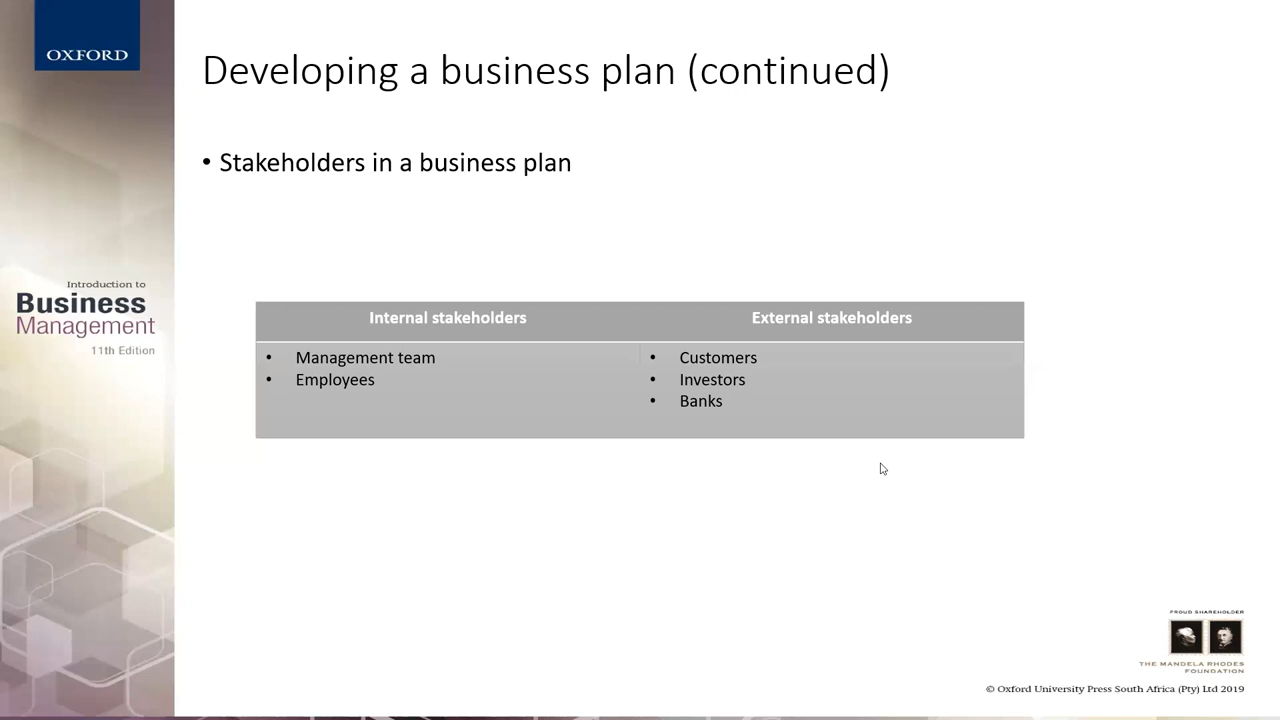 OXFORD
Developing a business plan (continued)
• Stakeholders in a business plan
Introduction to
Business
Management
11th Edition
Internal stakeholders
External stakeholders
• Management team
• Employees
• Customers
• Investors
• Banks
PROUD SHAREHOLDER
THE MANDELA RHODES
FOUNDATION
© Oxford University Press South Africa (Pty) Ltd 2019